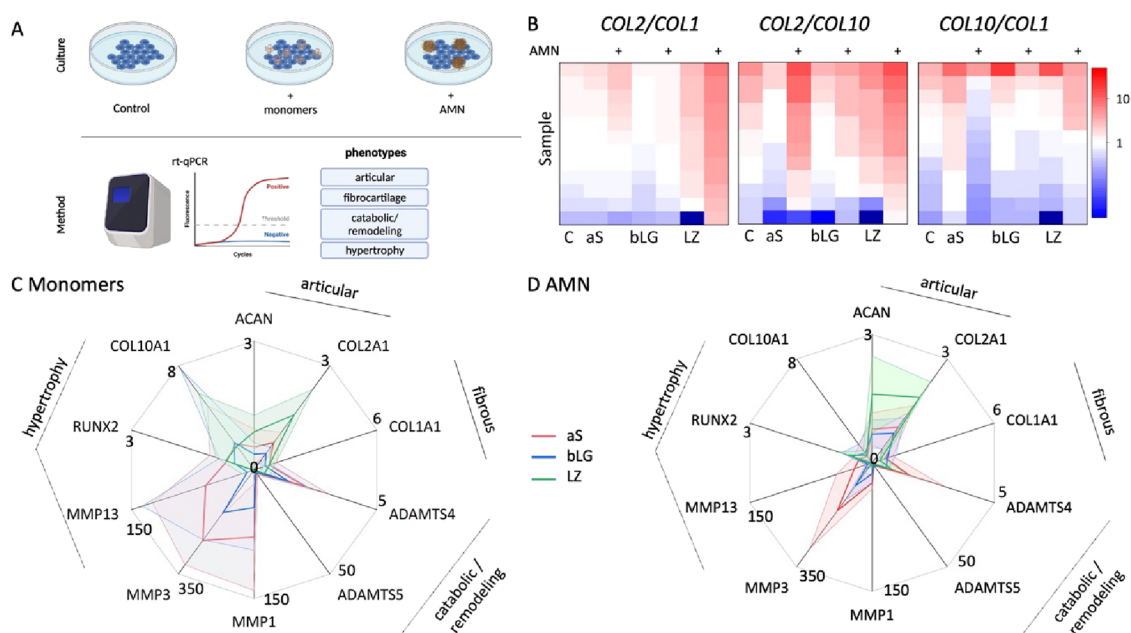 A
Culture
Control
+
monomers
+
AMN
Method
rt-qPCR
Fluorescence
Positive
Threshold
Negative
Cycles
phenotypes
articular
fibrocartilage
catabolic/
remodeling
hypertrophy
B
COL2/COL1 COL2/COL10 COL10/COL1
AMN + + + + + + + + +
Sample
10
1
C aS bLG LZ C aS bLG LZ C aS bLG LZ
C Monomers
articular
fibrous
catabolic /
remodeling
hypertrophy
ACAN
3
COL2A1
3
COL1A1
6
ADAMTS4
5
ADAMTS5
50
MMP1
150
MMP3
350
MMP13
150
RUNX2
3
COL10A1
8
0
aS
bLG
LZ
D AMN
articular
fibrous
catabolic /
remodeling
hypertrophy
ACAN
3
COL2A1
3
COL1A1
6
ADAMTS4
5
ADAMTS5
50
MMP1
150
MMP3
350
MMP13
150
RUNX2
3
COL10A1
8
0